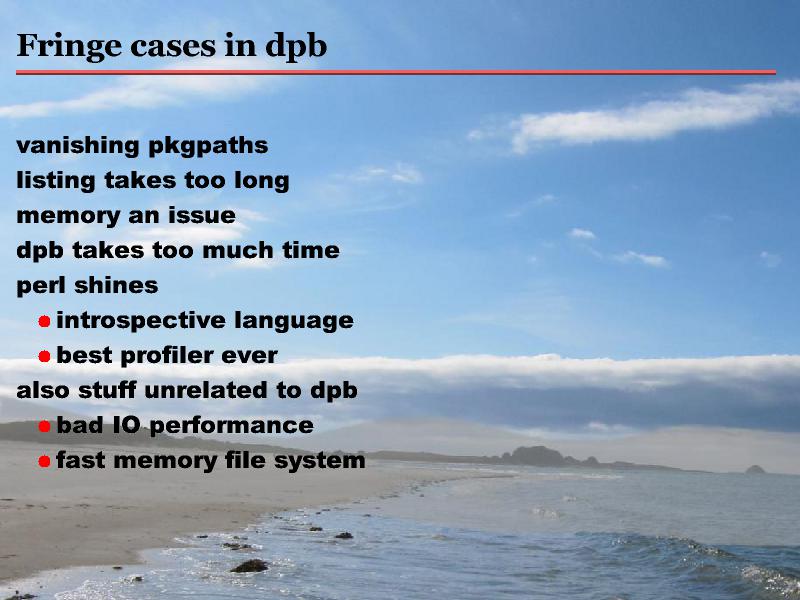 Fringe cases in dpb
vanishing pkgpaths
listing takes too long
memory an issue
dpb takes too much time
perl shines
introspective language
best profiler ever
also stuff unrelated to dpb
bad IO performance
fast memory file system